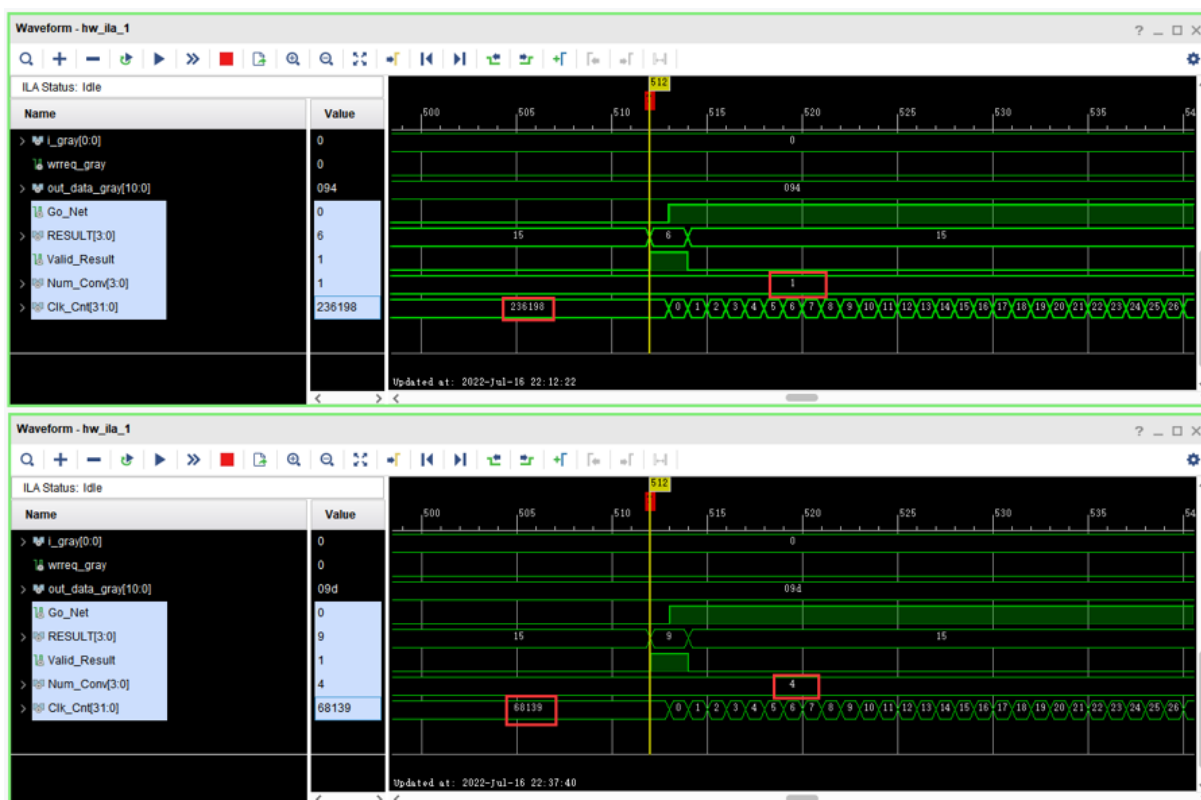 Waveform - hw_ila_1
? _ □ X
ILA Status: Idle
512
Name Value
500 505 510 515 520 525 530 535 54
> i_gray[0:0] 0 0
wrreq_gray 0
> out_data_gray[10:0] 094 094
Go_Net 0
> RESULT[3:0] 6 15 6 15
Valid_Result 1
> Num_Conv[3:0] 1 1
> Clk_Cnt[31:0] 236198 236198 0 1 2 3 4 5 6 7 8 9 10 11 12 13 14 15 16 17 18 19 20 21 22 23 24 25 26
Updated at: 2022-Jul-16 22:12:22
Waveform - hw_ila_1
? _ □ X
ILA Status: Idle
512
Name Value
500 505 510 515 520 525 530 535 54
> i_gray[0:0] 0 0
wrreq_gray 0
> out_data_gray[10:0] 09d 09d
Go_Net 0
> RESULT[3:0] 9 15 9 15
Valid_Result 1
> Num_Conv[3:0] 4 4
> Clk_Cnt[31:0] 68139 68139 0 1 2 3 4 5 6 7 8 9 10 11 12 13 14 15 16 17 18 19 20 21 22 23 24 25 26
Updated at: 2022-Jul-16 22:37:40